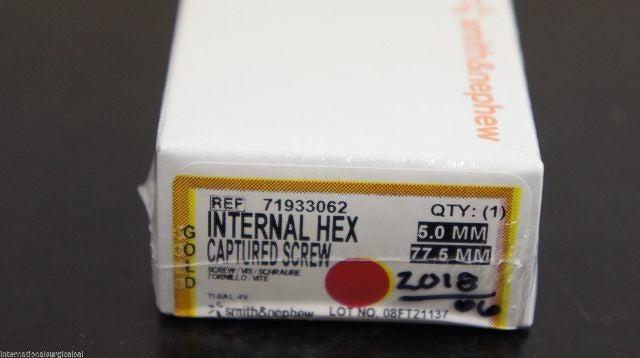 smith&nephew
REF 71933062
QTY: (1)
INTERNAL HEX
5.0 MM
CAPTURED SCREW
77.5 MM
GOLD
SCREW/VIS/SCHRAUBE
TORNILLO/VITE
2018
06
TI-6AL-4V
smith&nephew
LOT NO. 08FT21137
internationalsurgicalpal